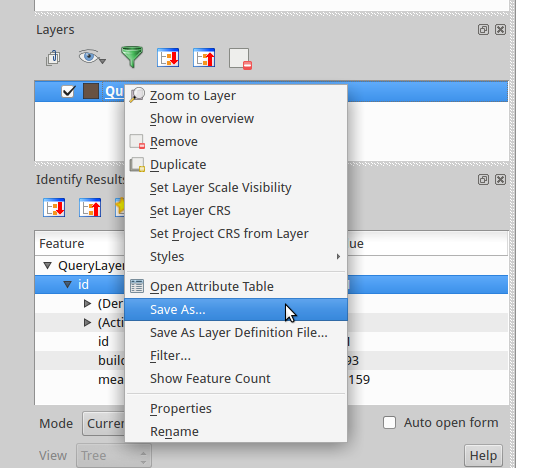 Layers
Qu
Zoom to Layer
Show in overview
Remove
Duplicate
Set Layer Scale Visibility
Set Layer CRS
Set Project CRS from Layer
Styles
Open Attribute Table
Save As...
Save As Layer Definition File...
Filter...
Show Feature Count
Properties
Rename
Identify Results
Feature
ue
QueryLayer
id
(Der
(Acti
id
build
93
mea
159
Mode
Curren
Auto open form
View
Tree
Help